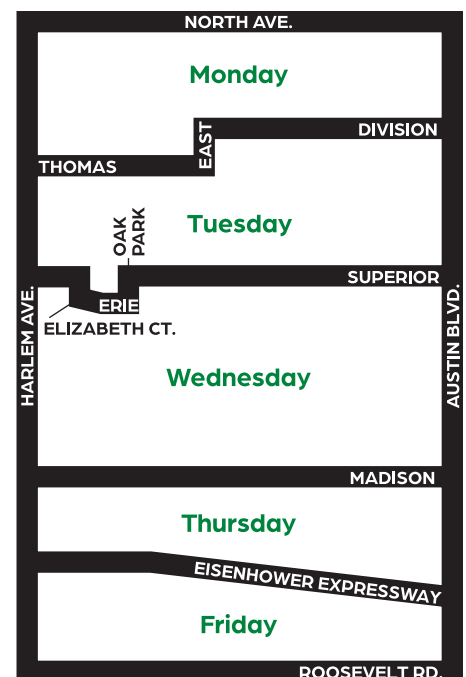 NORTH AVE.
Monday
DIVISION
EAST
THOMAS
OAK
PARK
Tuesday
SUPERIOR
ERIE
ELIZABETH CT.
HARLEM AVE.
AUSTIN BLVD.
Wednesday
MADISON
Thursday
EISENHOWER EXPRESSWAY
Friday
ROOSEVELT RD.